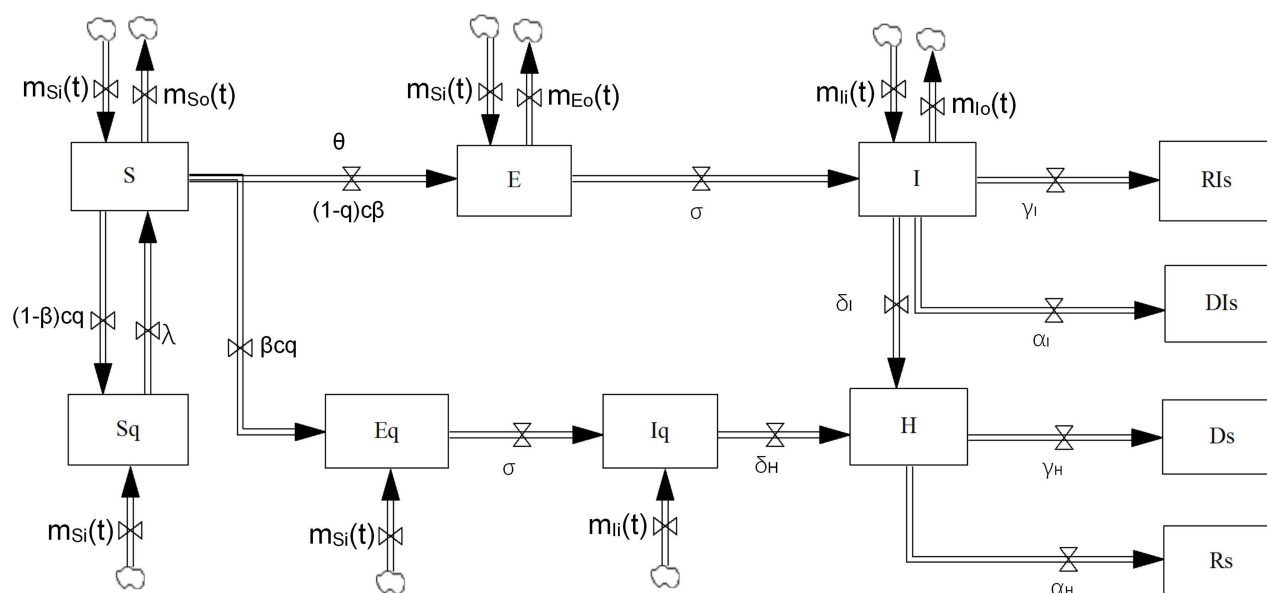 mSi(t)
mSo(t)
mSi(t)
mEo(t)
mIi(t)
mIo(t)
S
θ
(1-q)cβ
E
σ
I
γI
RIs
(1-β)cq
λ
βcq
δI
αI
DIs
Sq
Eq
σ
Iq
δH
H
γH
Ds
mSi(t)
mSi(t)
mIi(t)
αH
Rs